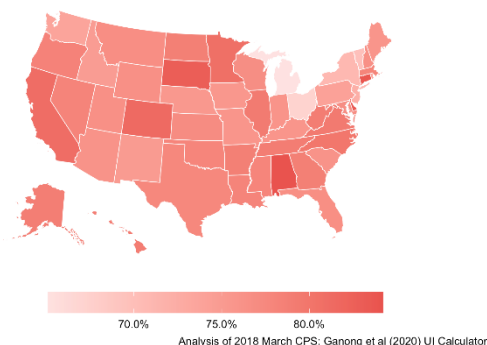 70.0% 75.0% 80.0%
Analysis of 2018 March CPS; Ganong et al (2020) UI Calculator